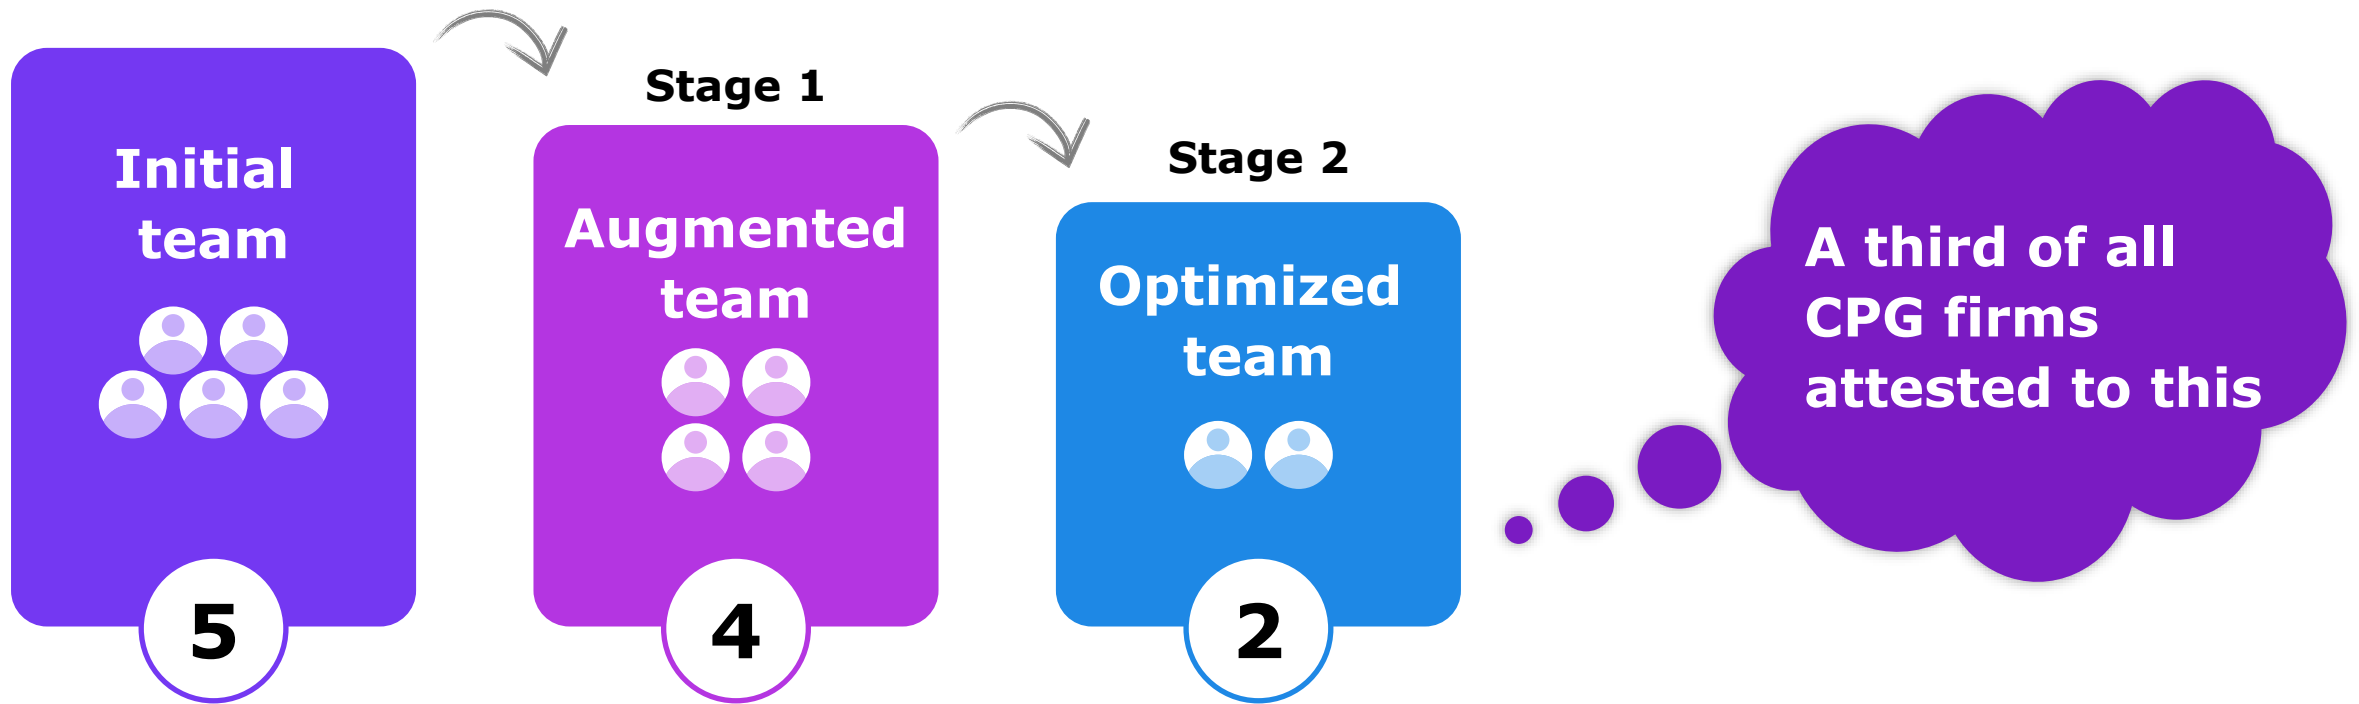 Initial
team
5
Stage 1
Augmented
team
4
Stage 2
Optimized
team
2
A third of all
CPG firms
attested to this